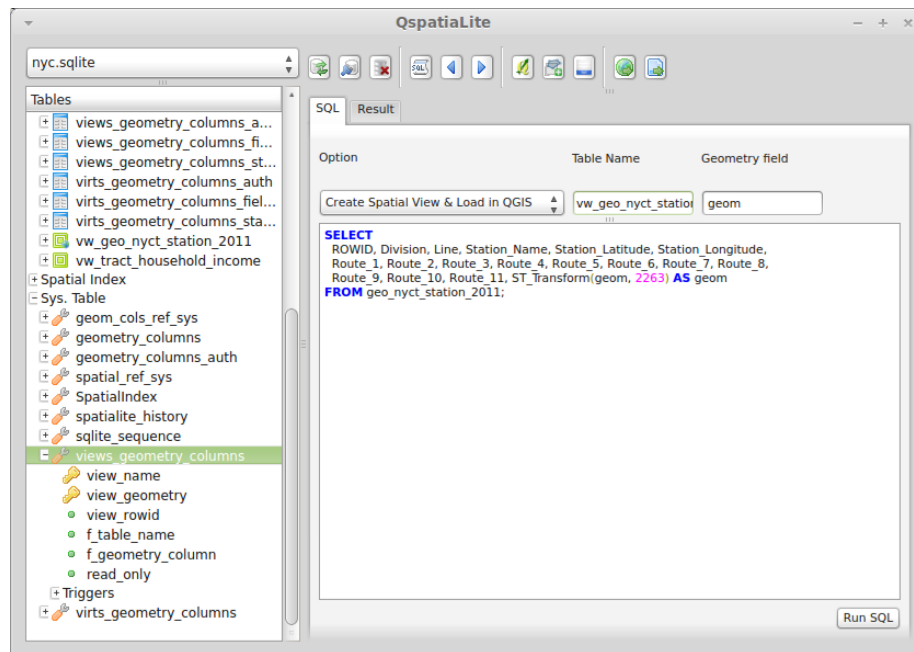 QspatiaLite
nyc.sqlite
SQL
Tables
views_geometry_columns_a...
views_geometry_columns_fi...
views_geometry_columns_st...
virts_geometry_columns_auth
virts_geometry_columns_field...
virts_geometry_columns_sta...
vw_geo_nyct_station_2011
vw_tract_household_income
Spatial Index
Sys. Table
geom_cols_ref_sys
geometry_columns
geometry_columns_auth
spatial_ref_sys
SpatialIndex
spatialite_history
sqlite_sequence
views_geometry_columns
view_name
view_geometry
view_rowid
f_table_name
f_geometry_column
read_only
Triggers
virts_geometry_columns
SQL Result
Option Table Name Geometry field
Create Spatial View & Load in QGIS vw_geo_nyct_station geom
SELECT
ROWID, Division, Line, Station_Name, Station_Latitude, Station_Longitude,
Route_1, Route_2, Route_3, Route_4, Route_5, Route_6, Route_7, Route_8,
Route_9, Route_10, Route_11, ST_Transform(geom, 2263) AS geom
FROM geo_nyct_station_2011;
Run SQL